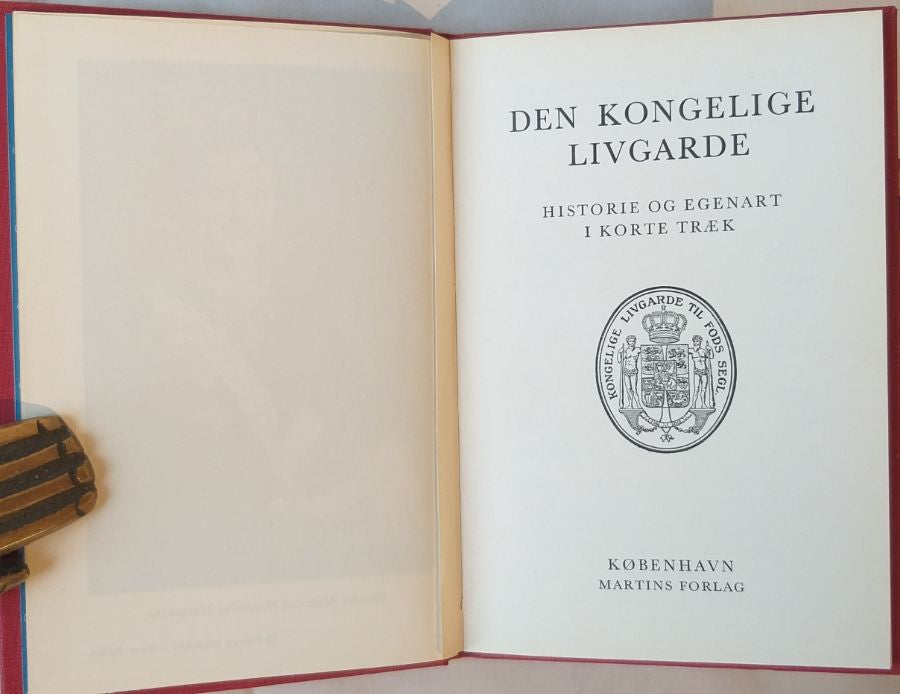 DEN KONGELIGE
LIVGARDE
HISTORIE OG EGENART
I KORTE TRÆK
KONGELIGE LIVGARDE TIL FODS SEGL.
KØBENHAVN
MARTINS FORLAG